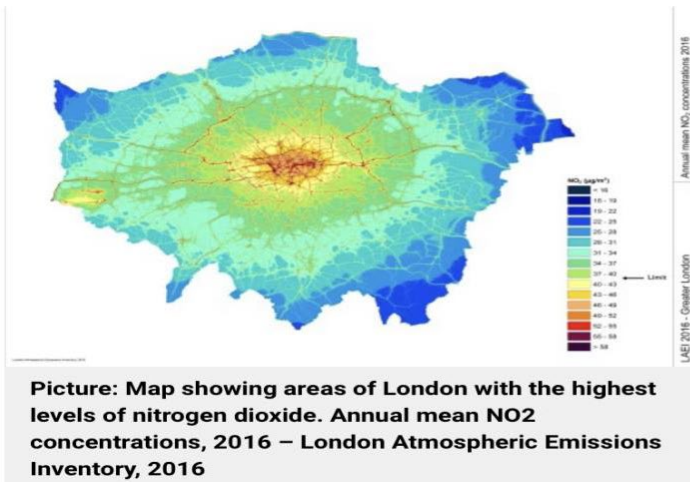 Annual mean NO₂ concentrations 2016
LAEI 2016 - Greater London
NO₂ (µg/m³)
< 16
16 - 19
19 - 22
22 - 25
25 - 28
28 - 31
31 - 34
34 - 37
37 - 40
40 - 43
43 - 46
46 - 49
49 - 52
52 - 55
55 - 58
> 58
Limit
Picture: Map showing areas of London with the highest
levels of nitrogen dioxide. Annual mean NO2
concentrations, 2016 – London Atmospheric Emissions
Inventory, 2016